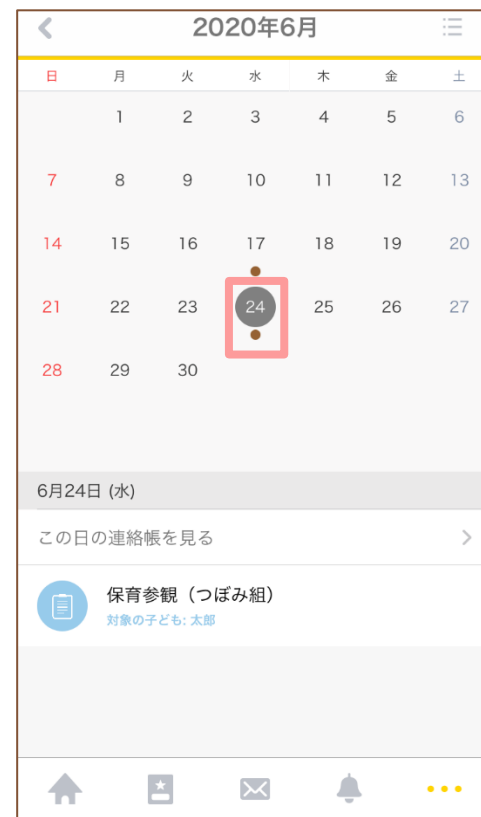 2020年6月
日 月 火 水 木 金 土
1 2 3 4 5 6
7 8 9 10 11 12 13
14 15 16 17 18 19 20
21 22 23 24 25 26 27
28 29 30
6月24日 (水)
この日の連絡帳を見る
保育参観（つぼみ組）
対象の子ども: 太郎